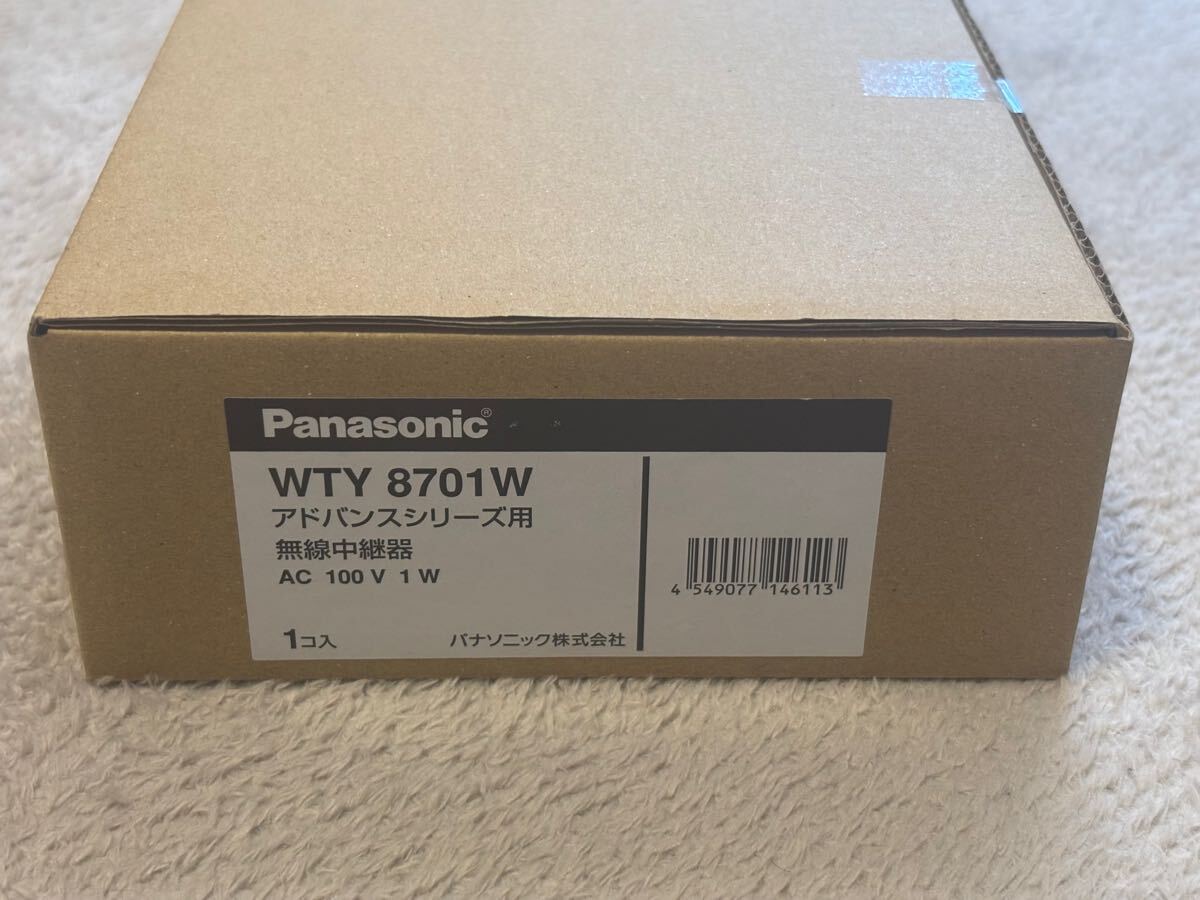 Panasonic®
WTY 8701W
アドバンスシリーズ用
無線中継器
AC 100 V 1 W
1コ入
パナソニック株式会社
4 549077 146113